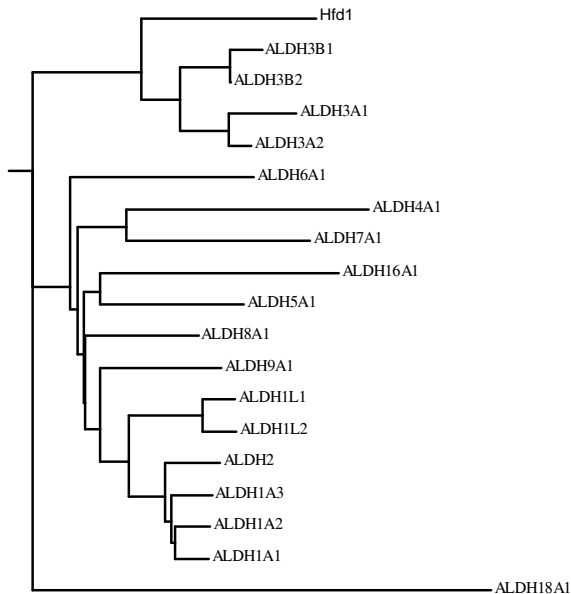 Hfd1
ALDH3B1
ALDH3B2
ALDH3A1
ALDH3A2
ALDH6A1
ALDH4A1
ALDH7A1
ALDH16A1
ALDH5A1
ALDH8A1
ALDH9A1
ALDH1L1
ALDH1L2
ALDH2
ALDH1A3
ALDH1A2
ALDH1A1
ALDH18A1